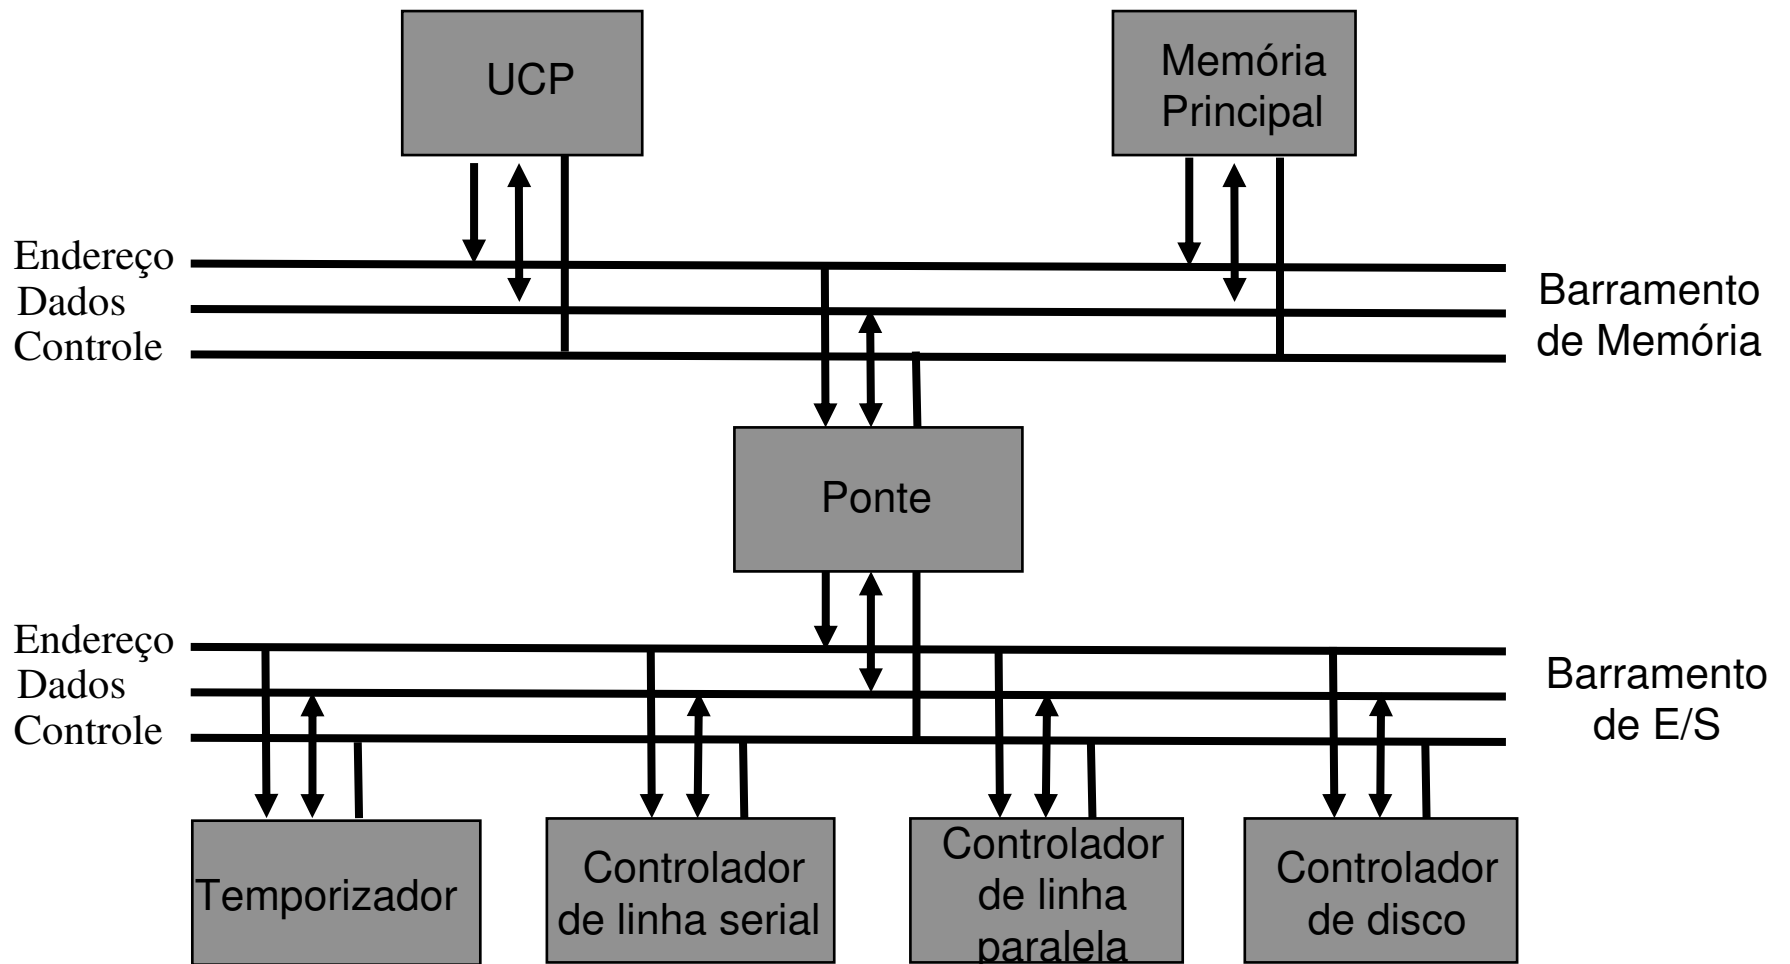 UCP
Memória
Principal
Endereço
Dados
Controle
Barramento
de Memória
Ponte
Endereço
Dados
Controle
Barramento
de E/S
Temporizador
Controlador
de linha serial
Controlador
de linha
paralela
Controlador
de disco